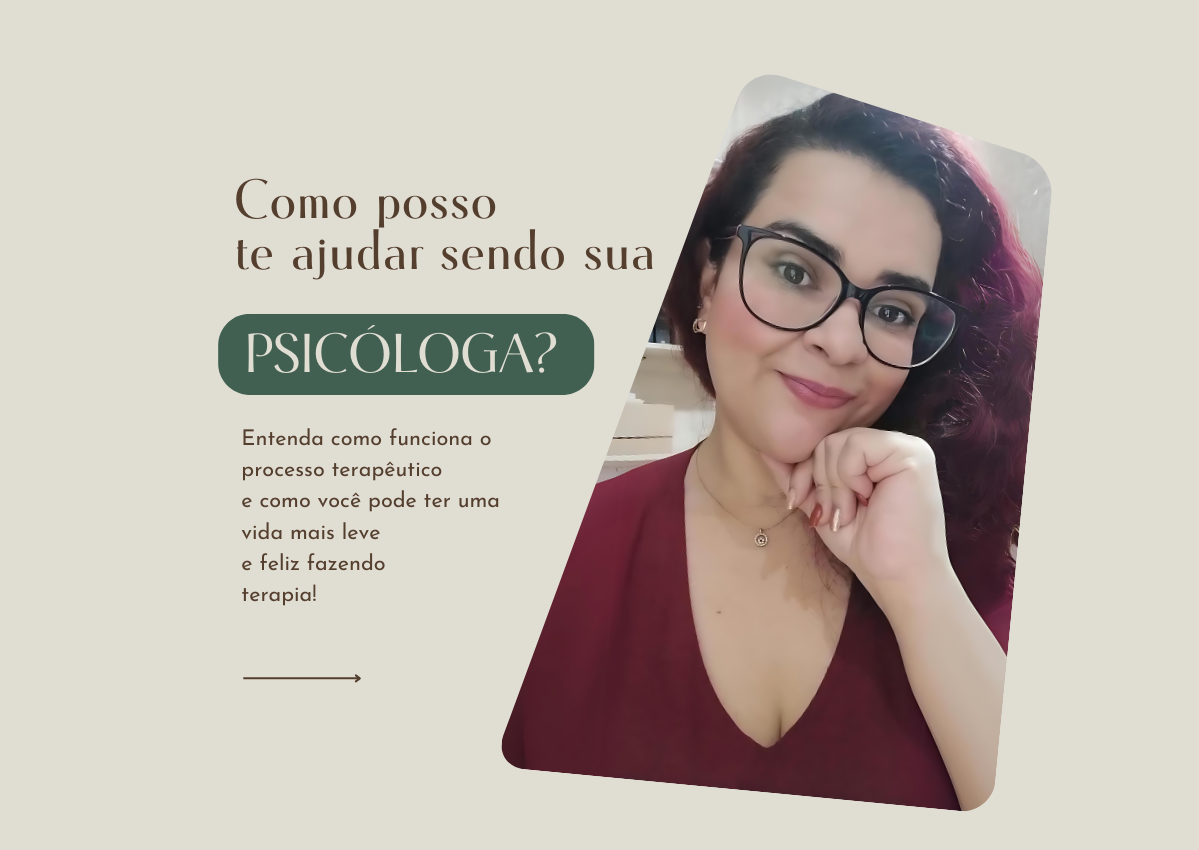 Como posso
te ajudar sendo sua
PSICÓLOGA?
Entenda como funciona o
processo terapêutico
e como você pode ter uma
vida mais leve
e feliz fazendo
terapia!